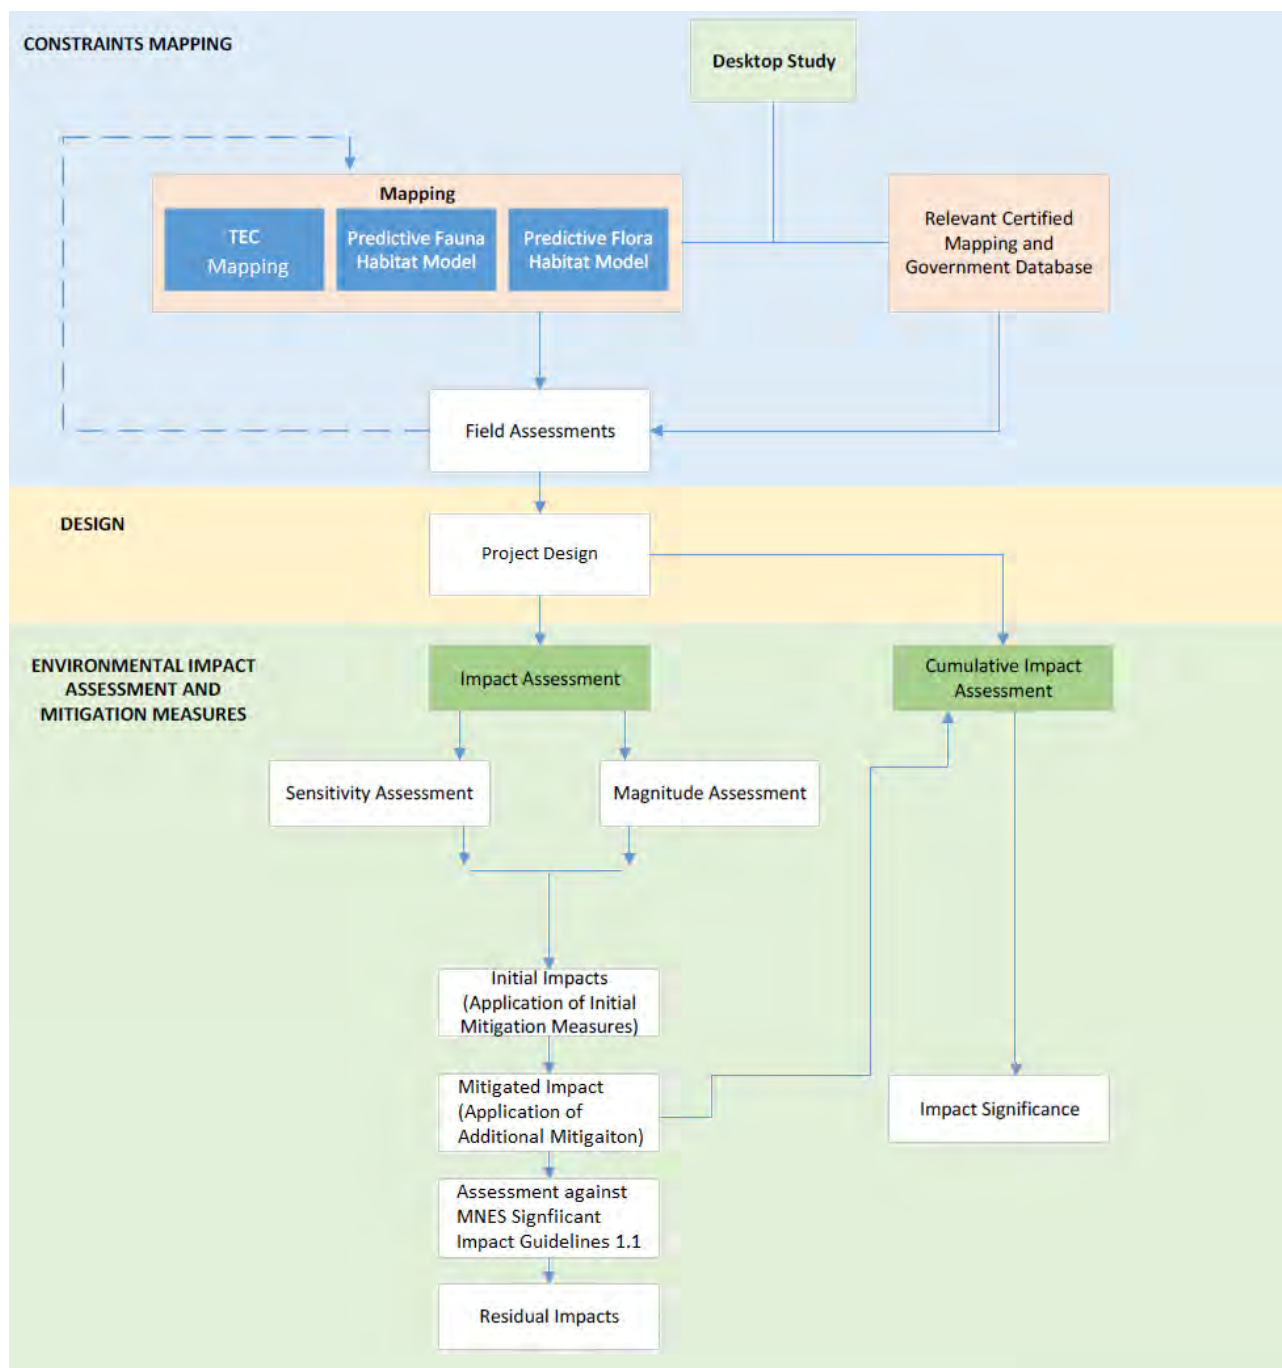 CONSTRAINTS MAPPING
Desktop Study
Mapping
TEC
Mapping
Predictive Fauna
Habitat Model
Predictive Flora
Habitat Model
Relevant Certified
Mapping and
Government Database
Field Assessments
DESIGN
Project Design
ENVIRONMENTAL IMPACT
ASSESSMENT AND
MITIGATION MEASURES
Impact Assessment
Cumulative Impact
Assessment
Sensitivity Assessment
Magnitude Assessment
Initial Impacts
(Application of Initial
Mitigation Measures)
Mitigated Impact
(Application of
Additional Mitigaiton)
Impact Significance
Assessment against
MNES Signfiicant
Impact Guidelines 1.1
Residual Impacts